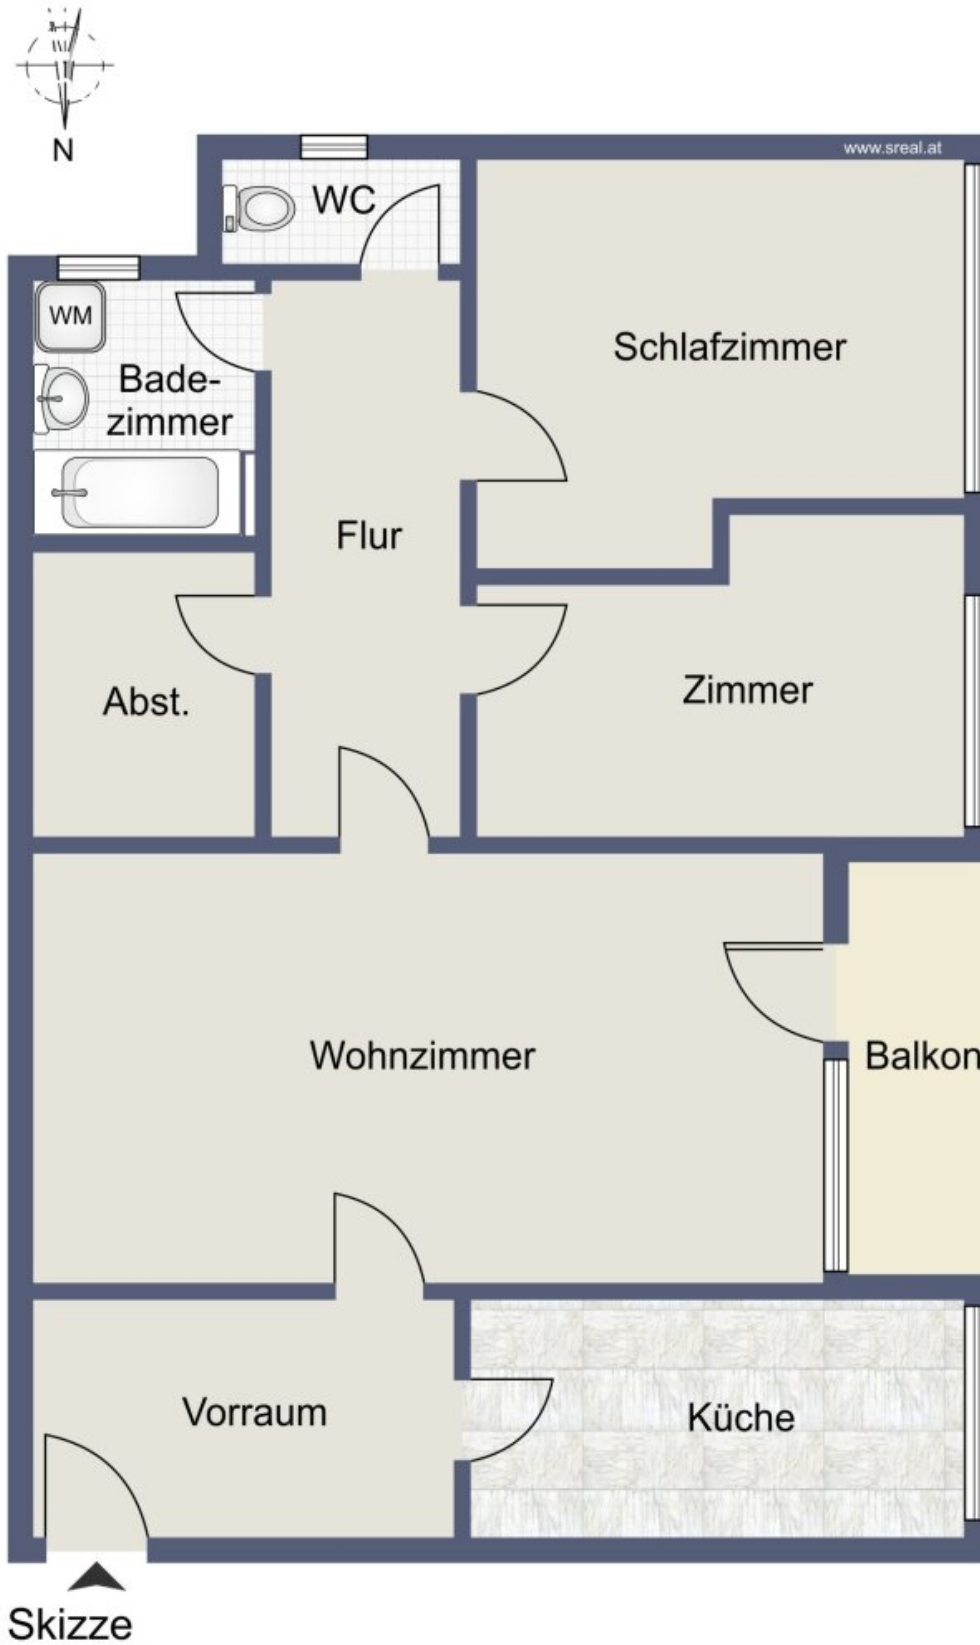 N
www.sreal.at
WC
WM
Schlafzimmer
Bade-
zimmer
Flur
Zimmer
Abst.
Wohnzimmer
Balkon
Vorraum
Küche
Skizze